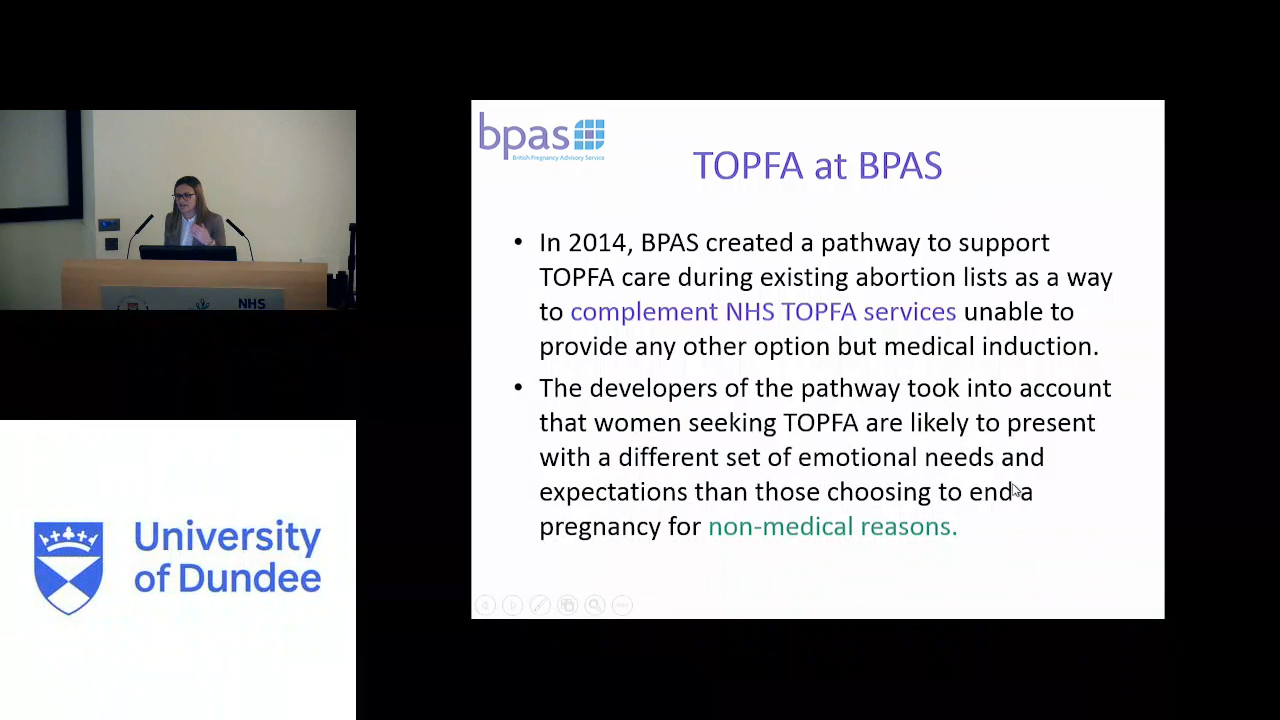 NHS
University
of Dundee
bpas
British Pregnancy Advisory Service
TOPFA at BPAS
• In 2014, BPAS created a pathway to support
TOPFA care during existing abortion lists as a way
to complement NHS TOPFA services unable to
provide any other option but medical induction.
• The developers of the pathway took into account
that women seeking TOPFA are likely to present
with a different set of emotional needs and
expectations than those choosing to end a
pregnancy for non-medical reasons.